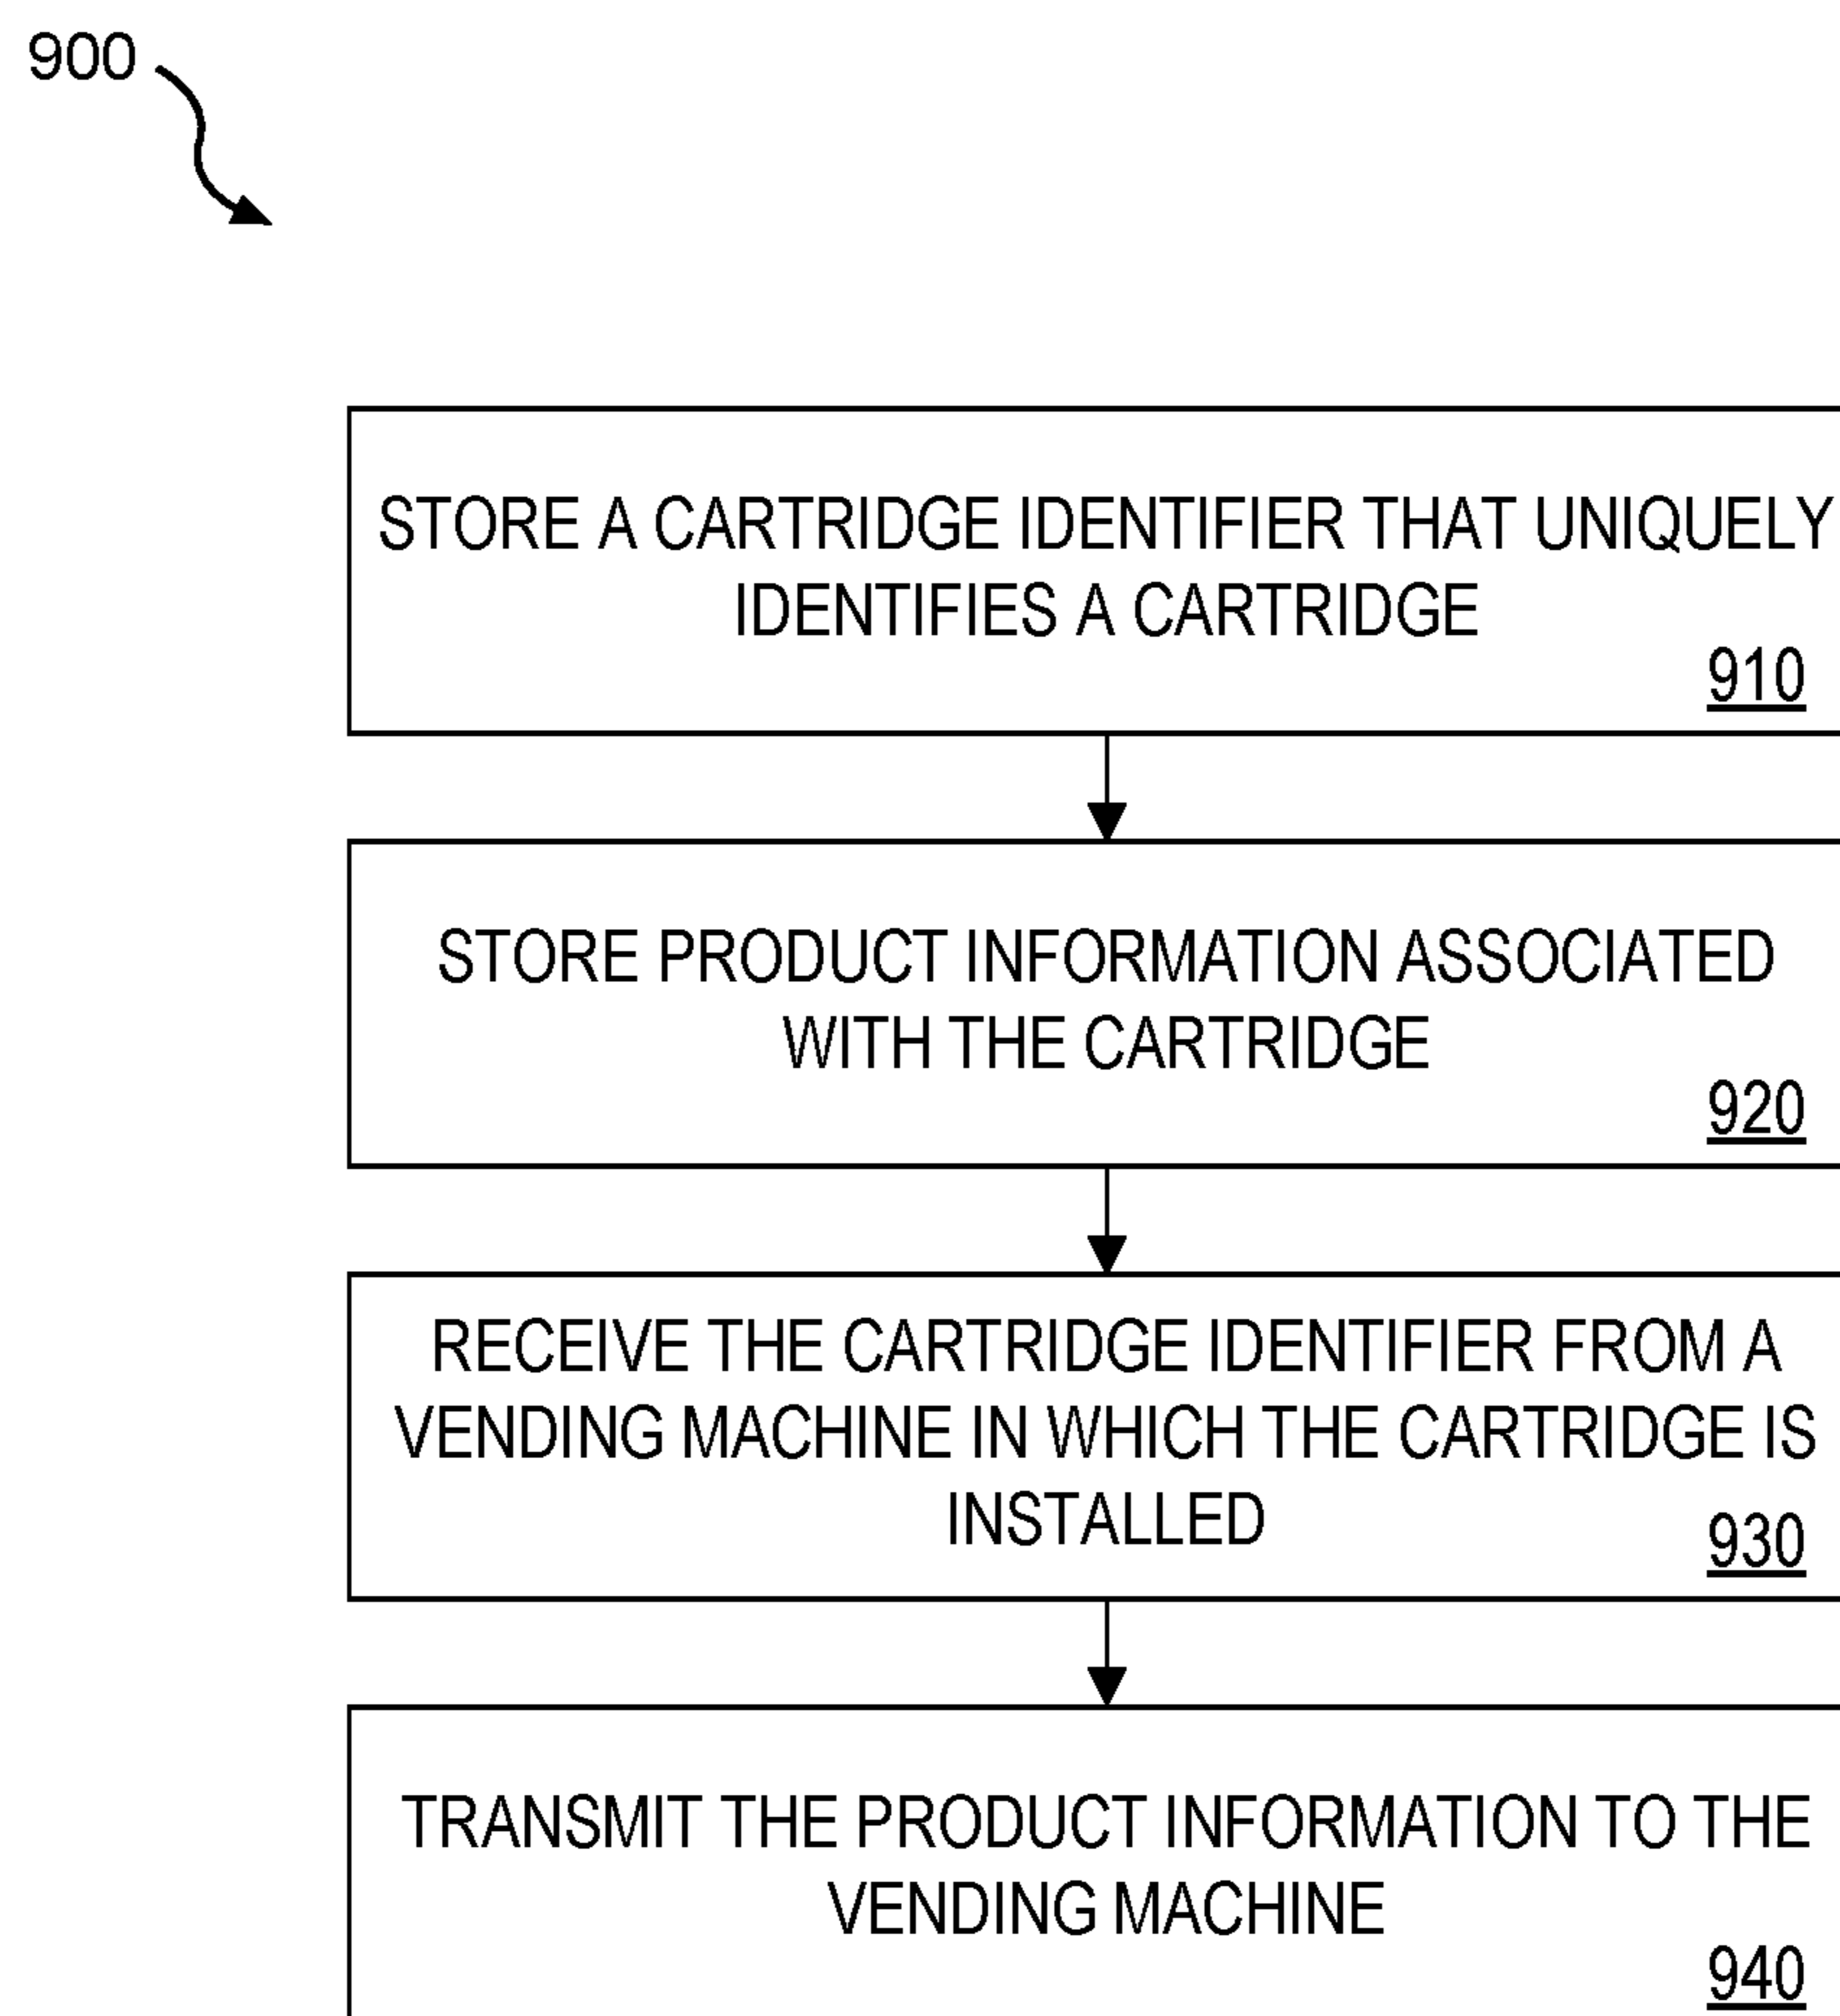 900
STORE A CARTRIDGE IDENTIFIER THAT UNIQUELY
IDENTIFIES A CARTRIDGE
910
STORE PRODUCT INFORMATION ASSOCIATED
WITH THE CARTRIDGE
920
RECEIVE THE CARTRIDGE IDENTIFIER FROM A
VENDING MACHINE IN WHICH THE CARTRIDGE IS
INSTALLED
930
TRANSMIT THE PRODUCT INFORMATION TO THE
VENDING MACHINE
940